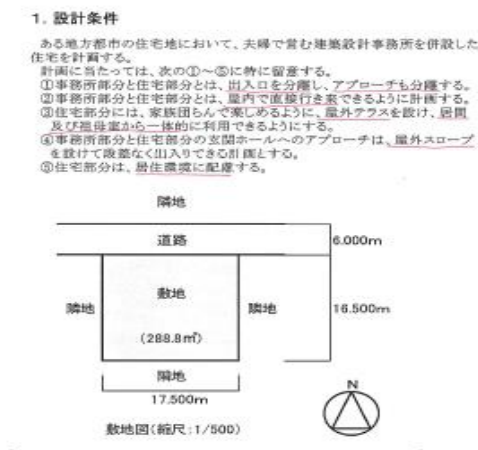 1. 設計条件
ある地方都市の住宅地において、夫婦で営む建築設計事務所を併設した
住宅を計画する。
計画に当たっては、次の①～⑤に特に留意する。
①事務所部分と住宅部分とは、出入口を分離し、アプローチも分離する。
②事務所部分と住宅部分とは、屋内で直接行き来できるように計画する。
③住宅部分には、家族団らんで楽しめるように、屋外テラスを設け、居間
及び祖母室から一体的に利用できるようにする。
④事務所部分と住宅部分の玄関ホールへのアプローチは、屋外スロープ
を設けて段差なく出入りできる計画とする。
⑤住宅部分は、居住環境に配慮する。
隣地
道路
6.000m
敷地
隣地
隣地
16.500m
(288.8㎡)
隣地
17.500m
N
敷地図(縮尺:1/500)